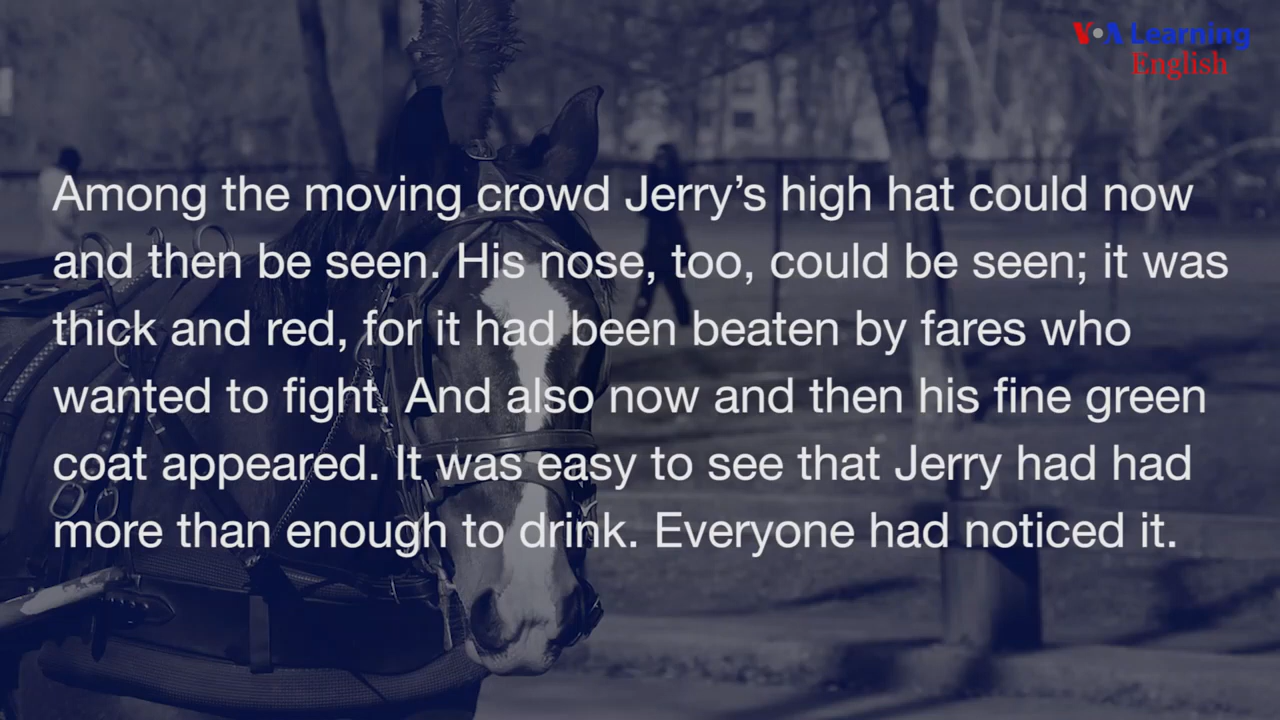 VOA Learning
English
Among the moving crowd Jerry’s high hat could now
and then be seen. His nose, too, could be seen; it was
thick and red, for it had been beaten by fares who
wanted to fight. And also now and then his fine green
coat appeared. It was easy to see that Jerry had had
more than enough to drink. Everyone had noticed it.